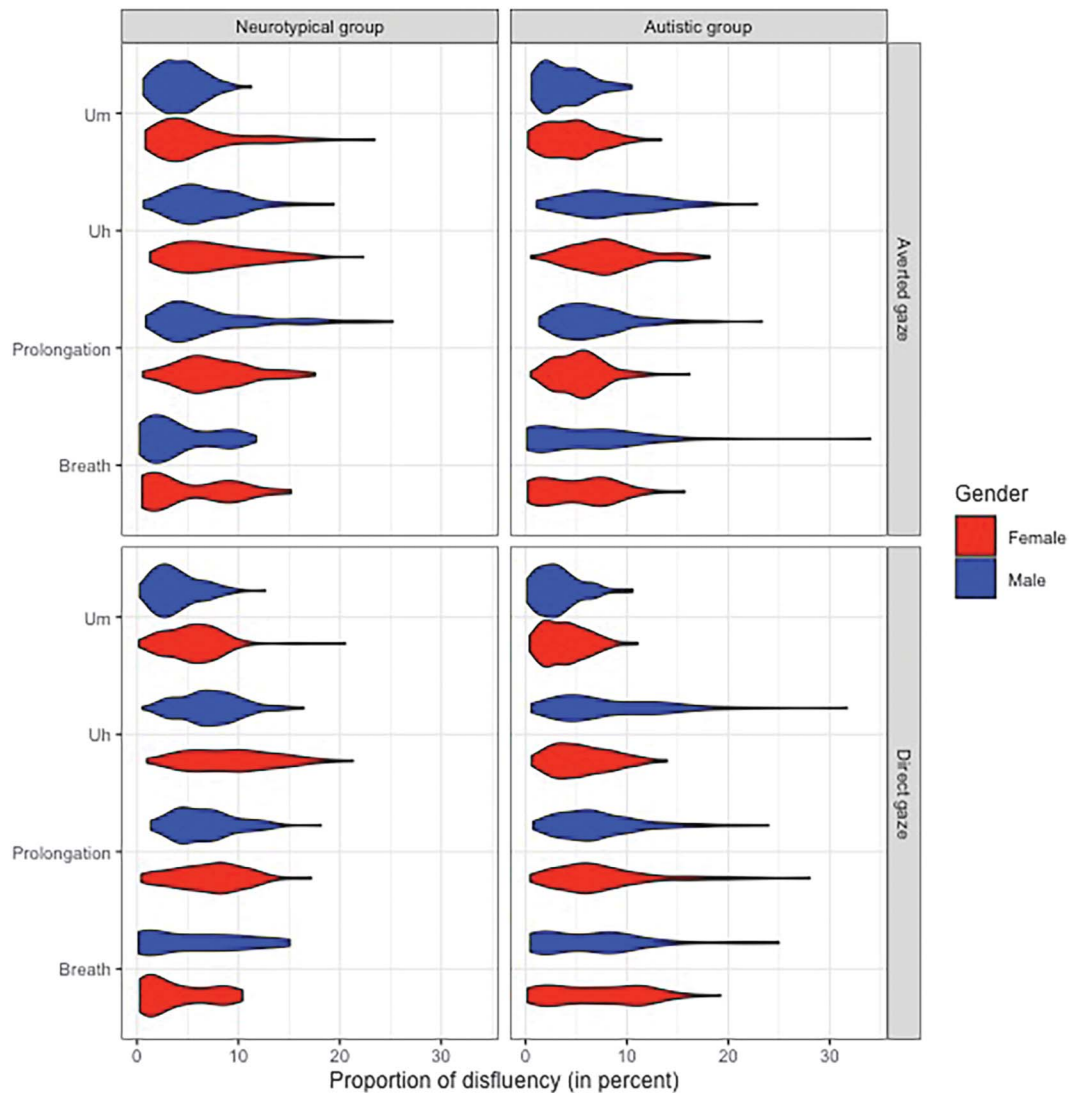 Neurotypical group
Autistic group
Um
Uh
Prolongation
Breath
Averted gaze
Um
Uh
Prolongation
Breath
Direct gaze
0 10 20 30
0 10 20 30
Proportion of disfluency (in percent)
Gender
Female
Male